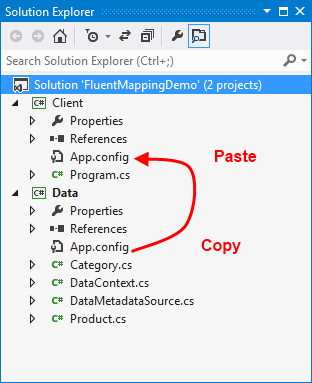 Solution Explorer
Search Solution Explorer (Ctrl+;)
Solution 'FluentMappingDemo' (2 projects)
C# Client
Properties
References
App.config
Paste
C# Program.cs
C# Data
Properties
References
App.config
Copy
C# Category.cs
C# DataContext.cs
C# DataMetadataSource.cs
C# Product.cs